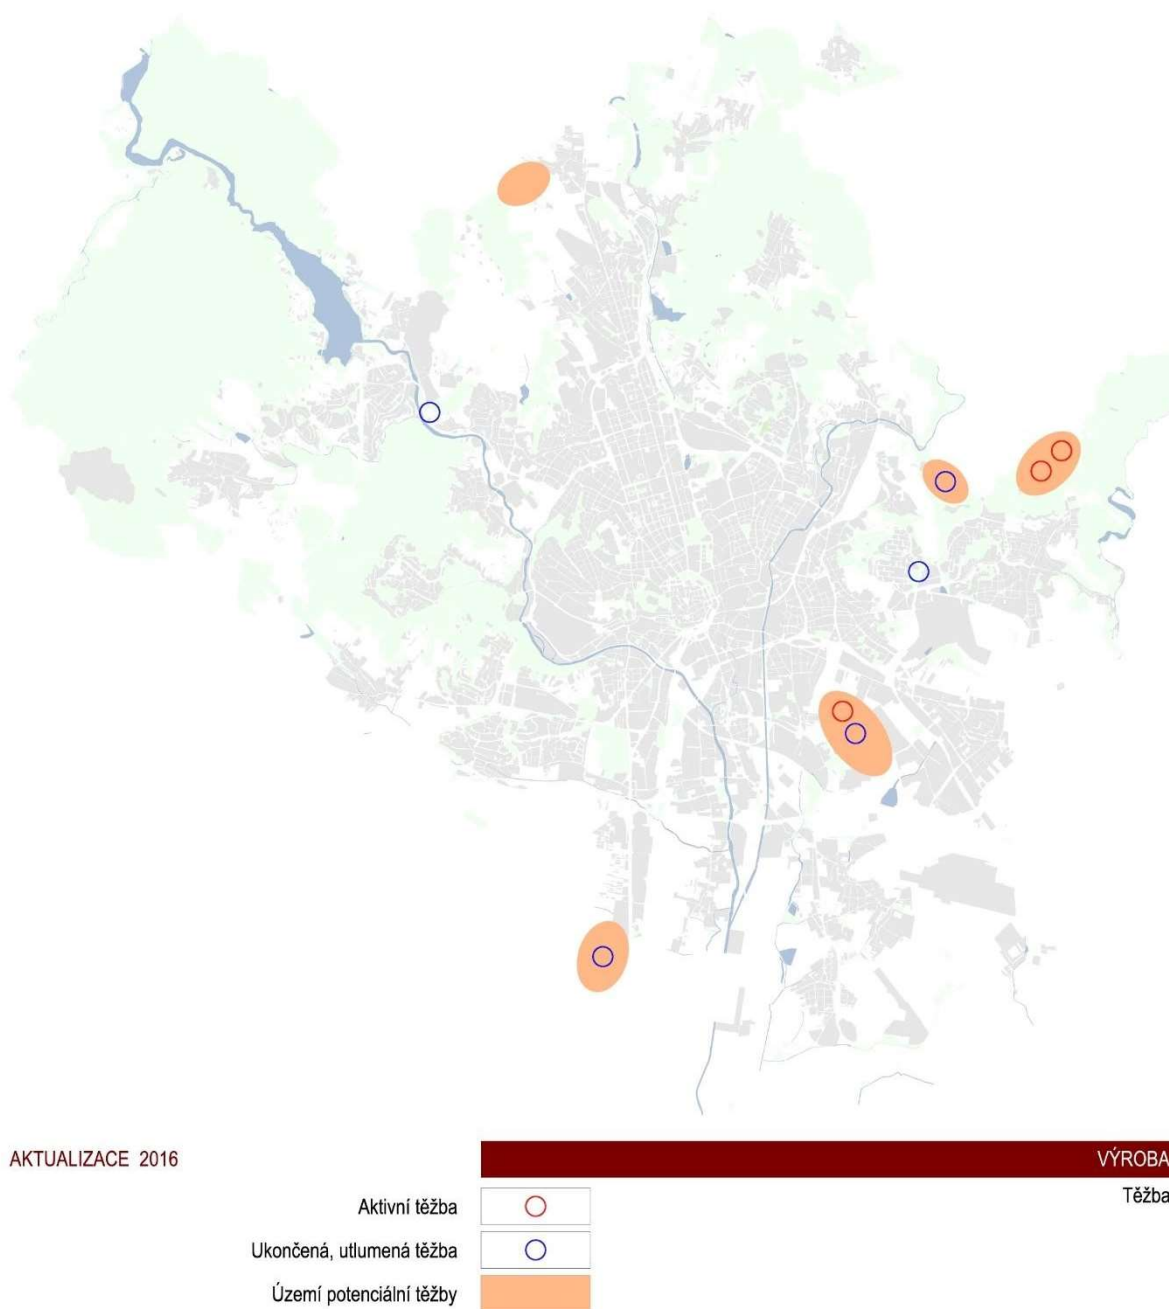 AKTUALIZACE 2016
VÝROBA
Těžba
Aktivní těžba
Ukončená, utlumená těžba
Území potenciální těžby